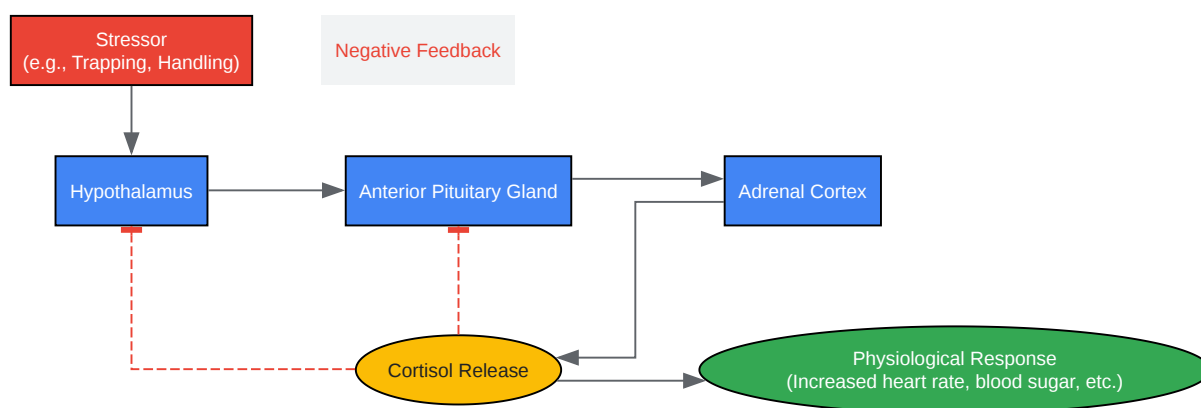 Stressor
(e.g., Trapping, Handling)
Negative Feedback
Hypothalamus
Anterior Pituitary Gland
Adrenal Cortex
Cortisol Release
Physiological Response
(Increased heart rate, blood sugar, etc.)